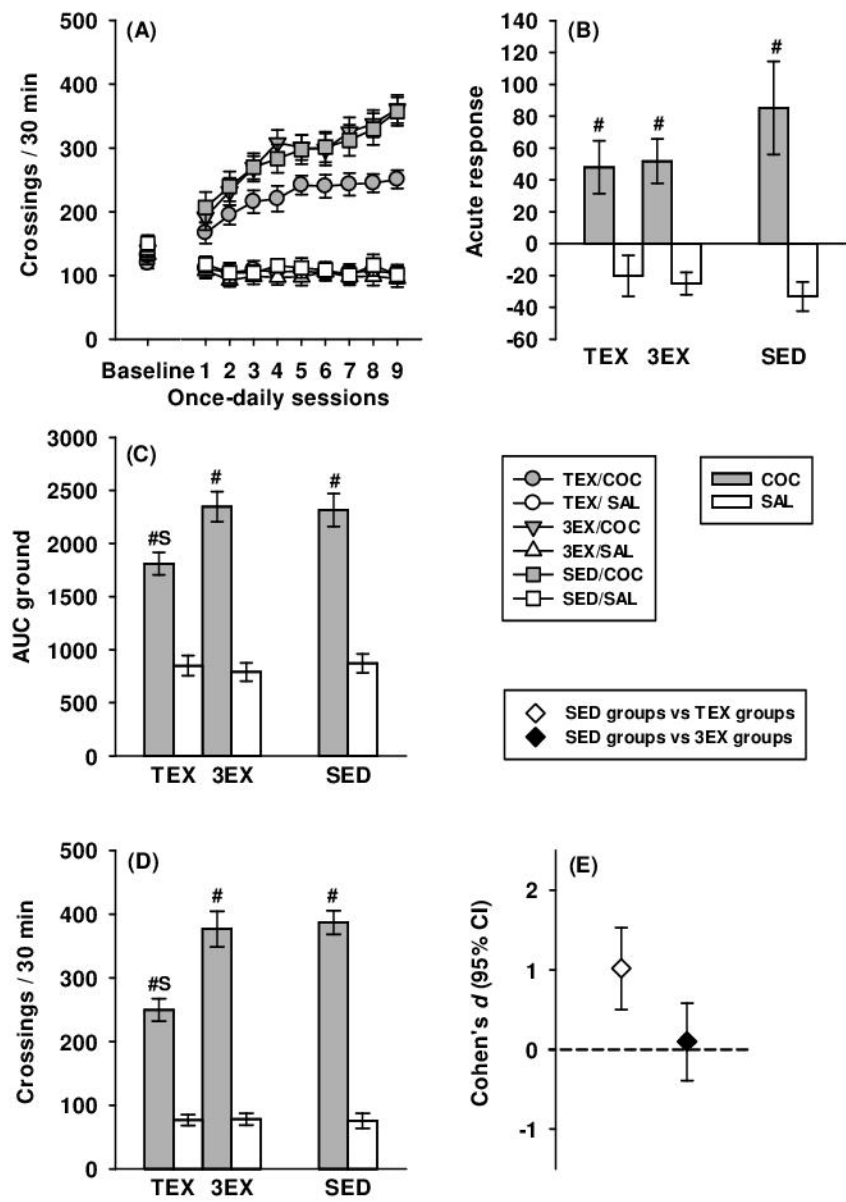 (A)
500
400
300
200
100
0
Crossings / 30 min
Baseline 1 2 3 4 5 6 7 8 9
Once-daily sessions
(B)
140
120
100
80
60
40
20
0
-20
-40
-60
Acute response
# # #
TEX 3EX SED
(C)
3000
2500
2000
1500
1000
500
0
AUC ground
#S # #
TEX 3EX SED
TEX/COC
TEX/ SAL
3EX/COC
3EX/SAL
SED/COC
SED/SAL
COC
SAL
SED groups vs TEX groups
SED groups vs 3EX groups
(D)
500
400
300
200
100
0
Crossings / 30 min
#S # #
TEX 3EX SED
(E)
2
1
0
-1
Cohen's d (95% CI)